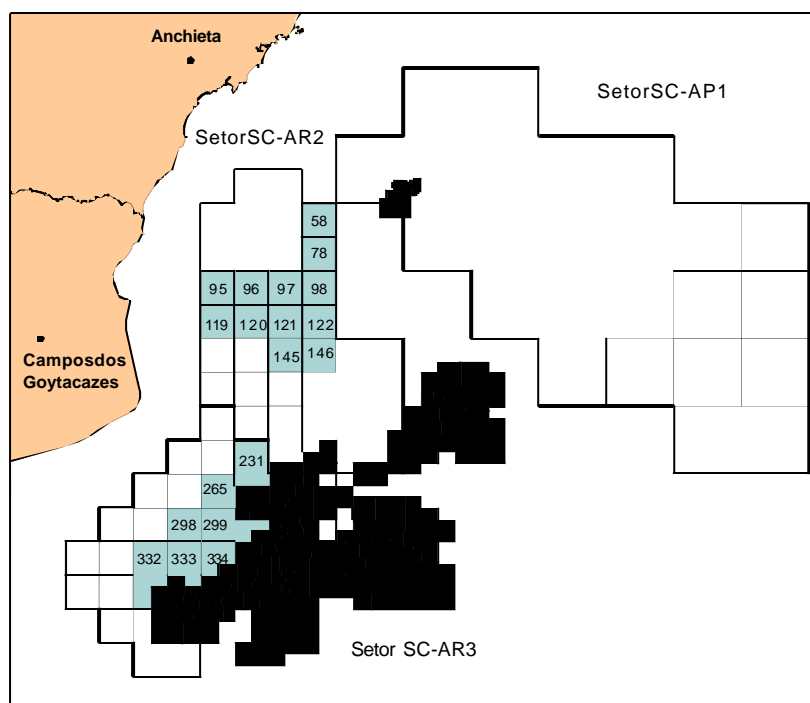 Anchieta
SetorSC-AP1
SetorSC-AR2
58
78
95 96 97 98
119 120 121 122
145 146
Camposdos
Goytacazes
231
265
298 299
332 333 334
Setor SC-AR3